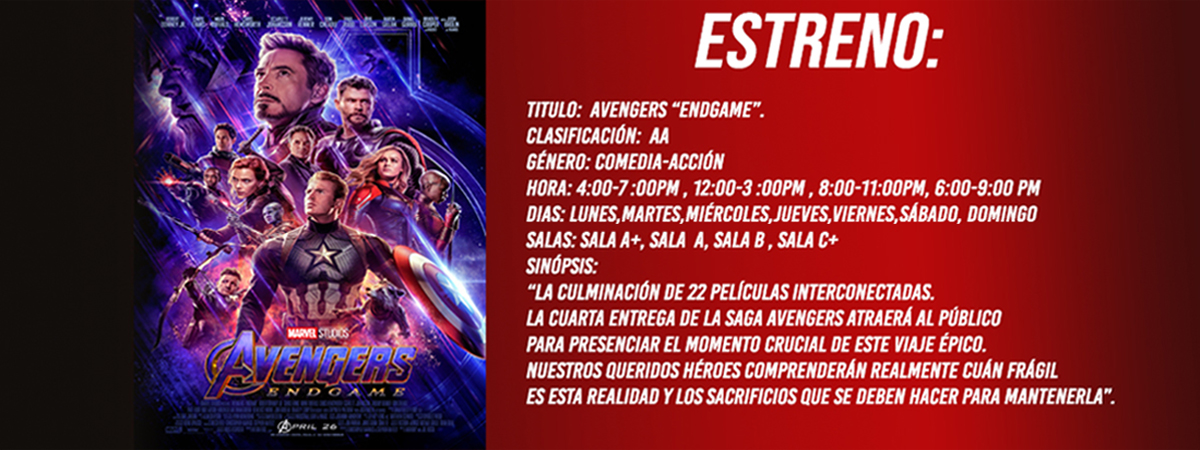 ESTRENO:
TITULO: AVENGERS “ENDGAME”.
CLASIFICACIÓN: AA
GÉNERO: COMEDIA-ACCIÓN
HORA: 4:00-7 :00PM , 12:00-3 :00PM , 8:00-11:00PM, 6:00-9:00 PM
DIAS: LUNES,MARTES,MIÉRCOLES,JUEVES,VIERNES,SÁBADO, DOMINGO
SALAS: SALA A+, SALA A, SALA B , SALA C+
SINÓPSIS:
“LA CULMINACIÓN DE 22 PELÍCULAS INTERCONECTADAS.
LA CUARTA ENTREGA DE LA SAGA AVENGERS ATRAERÁ AL PÚBLICO
PARA PRESENCIAR EL MOMENTO CRUCIAL DE ESTE VIAJE ÉPICO.
NUESTROS QUERIDOS HÉROES COMPRENDERÁN REALMENTE CUÁN FRÁGIL
ES ESTA REALIDAD Y LOS SACRIFICIOS QUE SE DEBEN HACER PARA MANTENERLA”.
MARVEL STUDIOS
AVENGERS
ENDGAME
APRIL 26